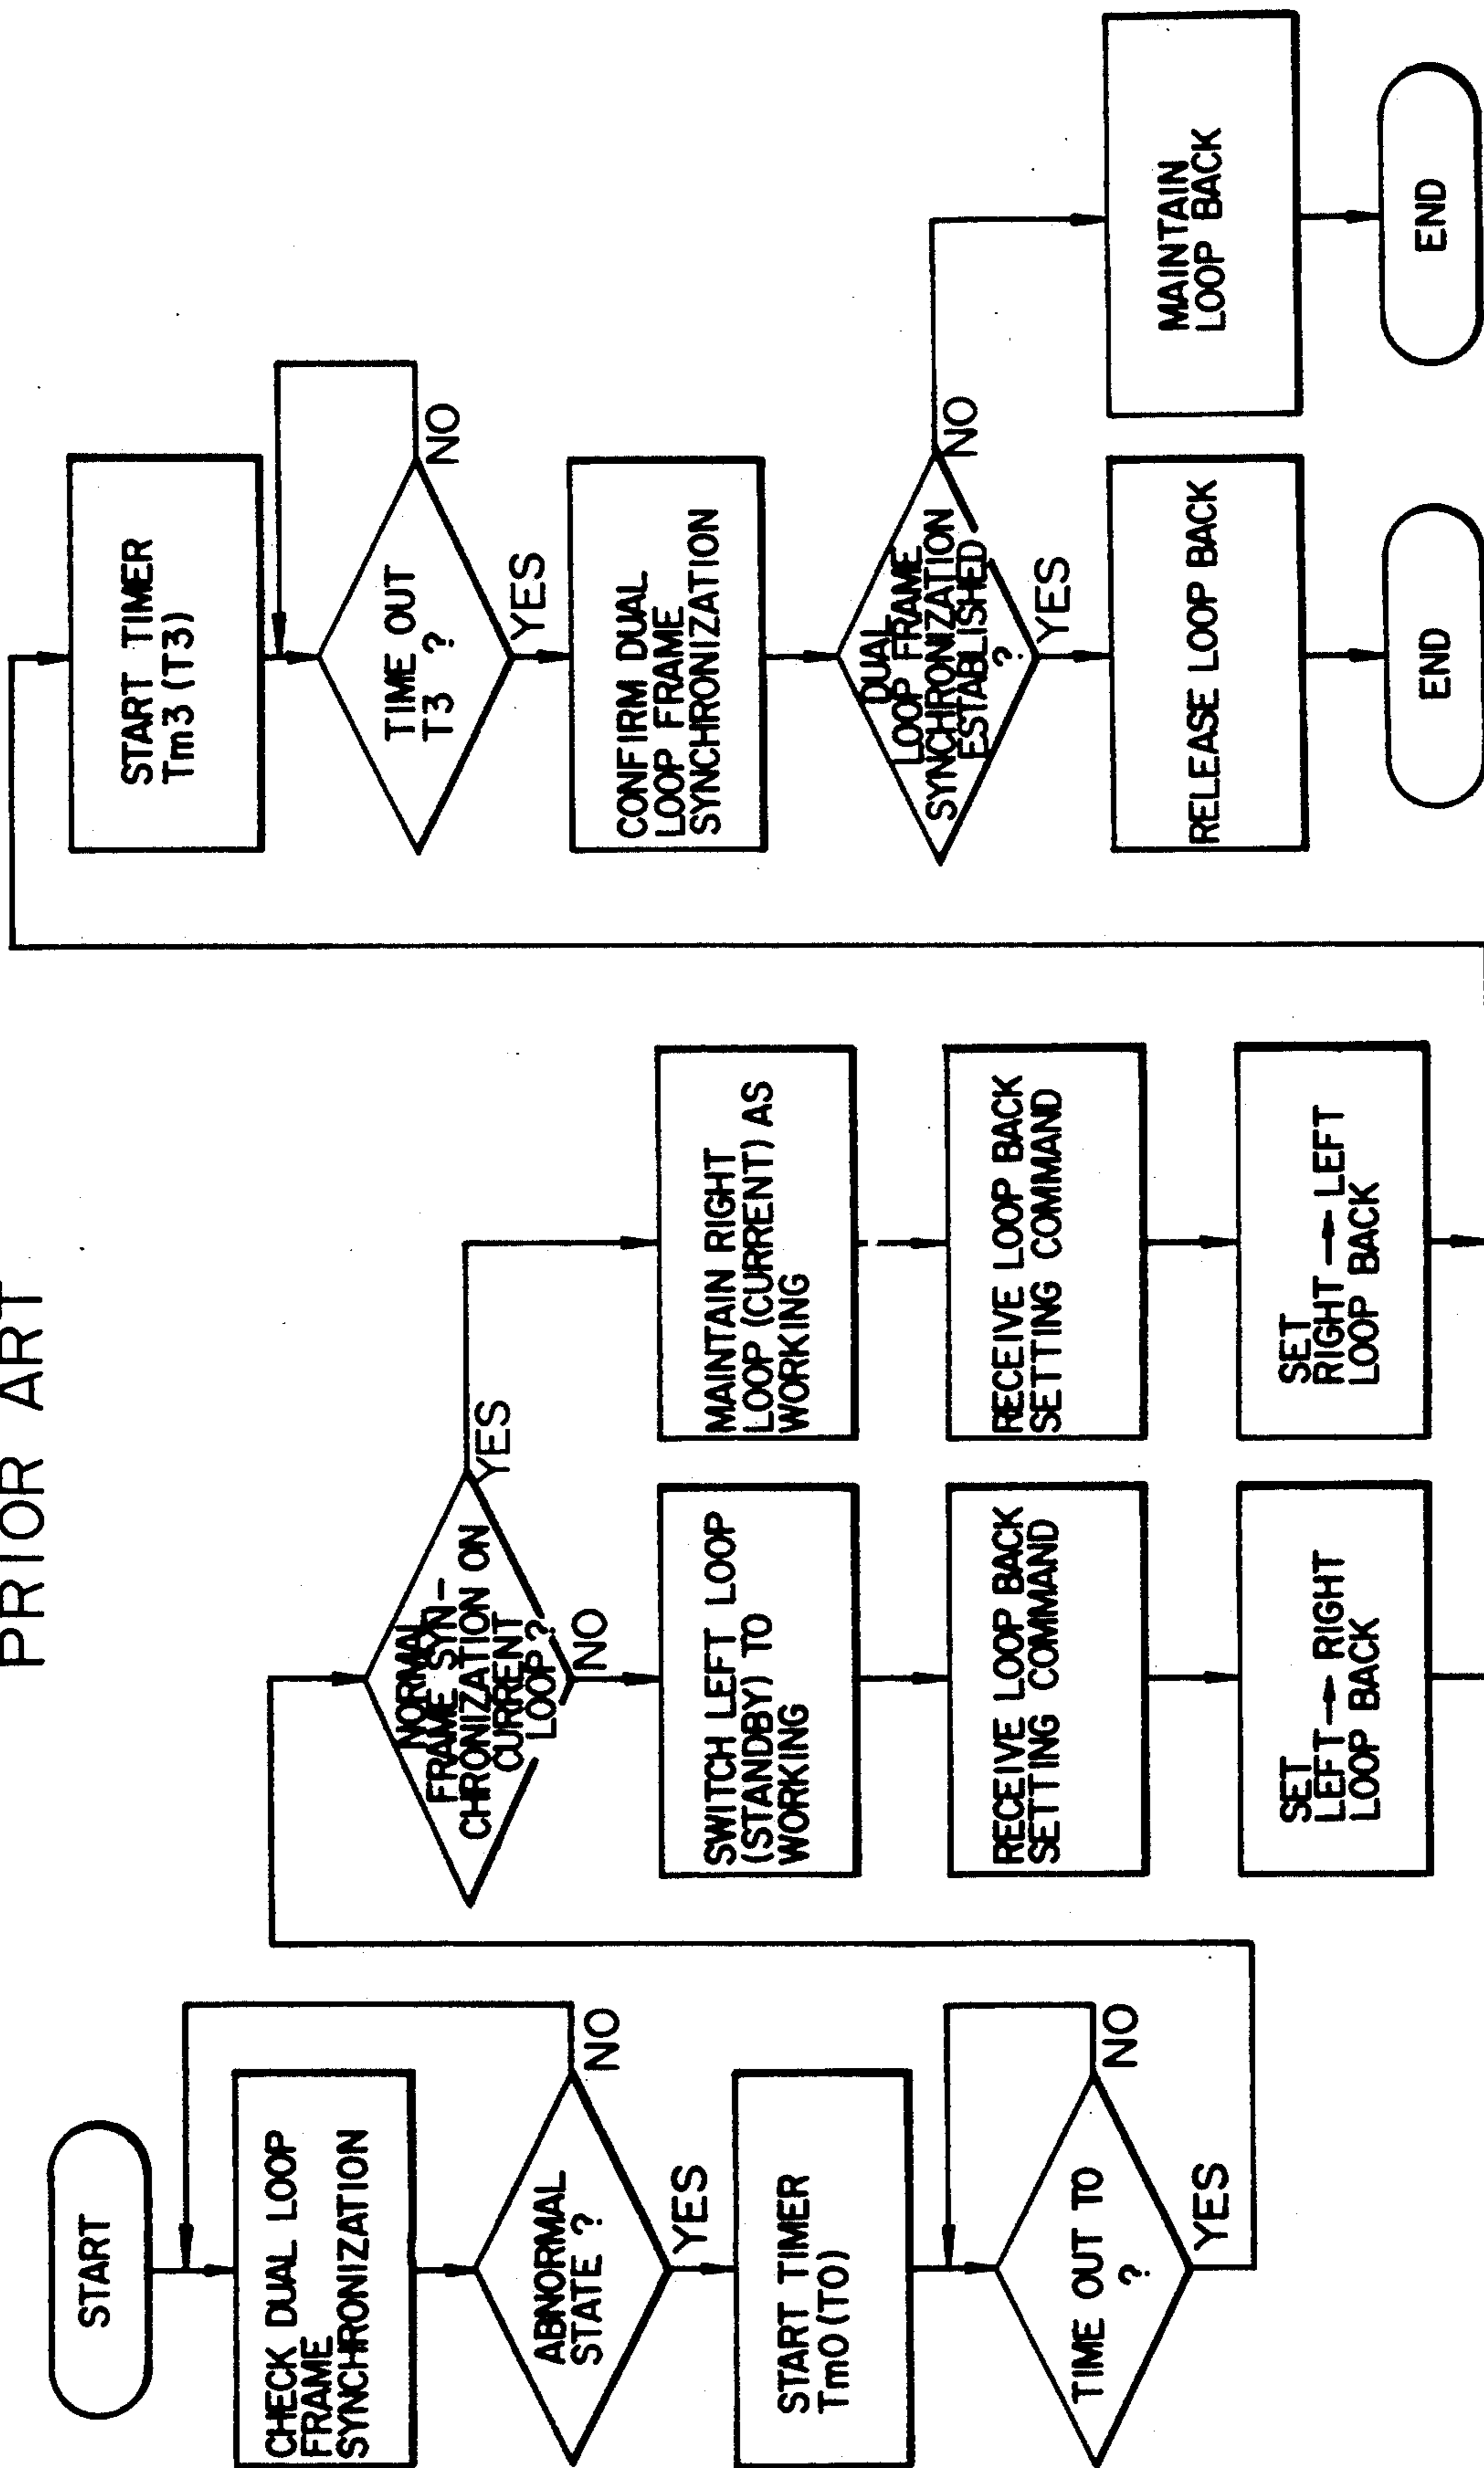 PRIOR ART
START
CHECK DUAL LOOP
FRAME
SYNCHRONIZATION
ABNORMAL
STATE ?
NO
YES
START TIMER
Tm0(T0)
TIME OUT T0
?
NO
YES
NORMAL
FRAME SYN-
CHRONIZATION ON
CURRENT
LOOP ?
YES
NO
SWITCH LEFT LOOP
(STANDBY) TO
WORKING
RECEIVE LOOP BACK
SETTING COMMAND
SET
LEFT → RIGHT
LOOP BACK
MAINTAIN RIGHT
LOOP (CURRENT) AS
WORKING
RECEIVE LOOP BACK
SETTING COMMAND
SET
RIGHT → LEFT
LOOP BACK
START TIMER
Tm3 (T3)
TIME OUT
T3 ?
NO
YES
CONFIRM DUAL
LOOP FRAME
SYNCHRONIZATION
DUAL
LOOP FRAME
SYNCHRONIZATION
ESTABLISHED
?
NO
YES
RELEASE LOOP BACK
END
MAINTAIN
LOOP BACK
END